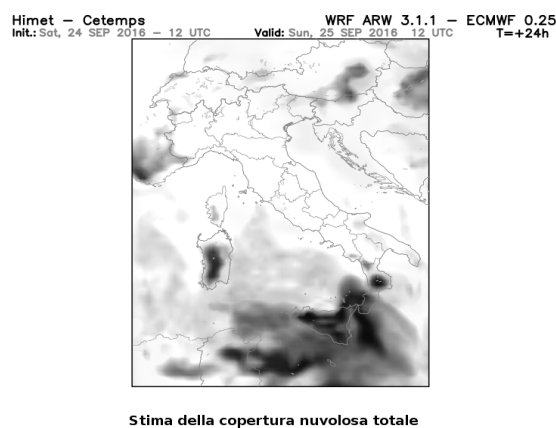 Himet – Cetemps WRF ARW 3.1.1 – ECMWF 0.25
Init.: Sat, 24 SEP 2016 – 12 UTC Valid: Sun, 25 SEP 2016 12 UTC T=+24h
Stima della copertura nuvolosa totale